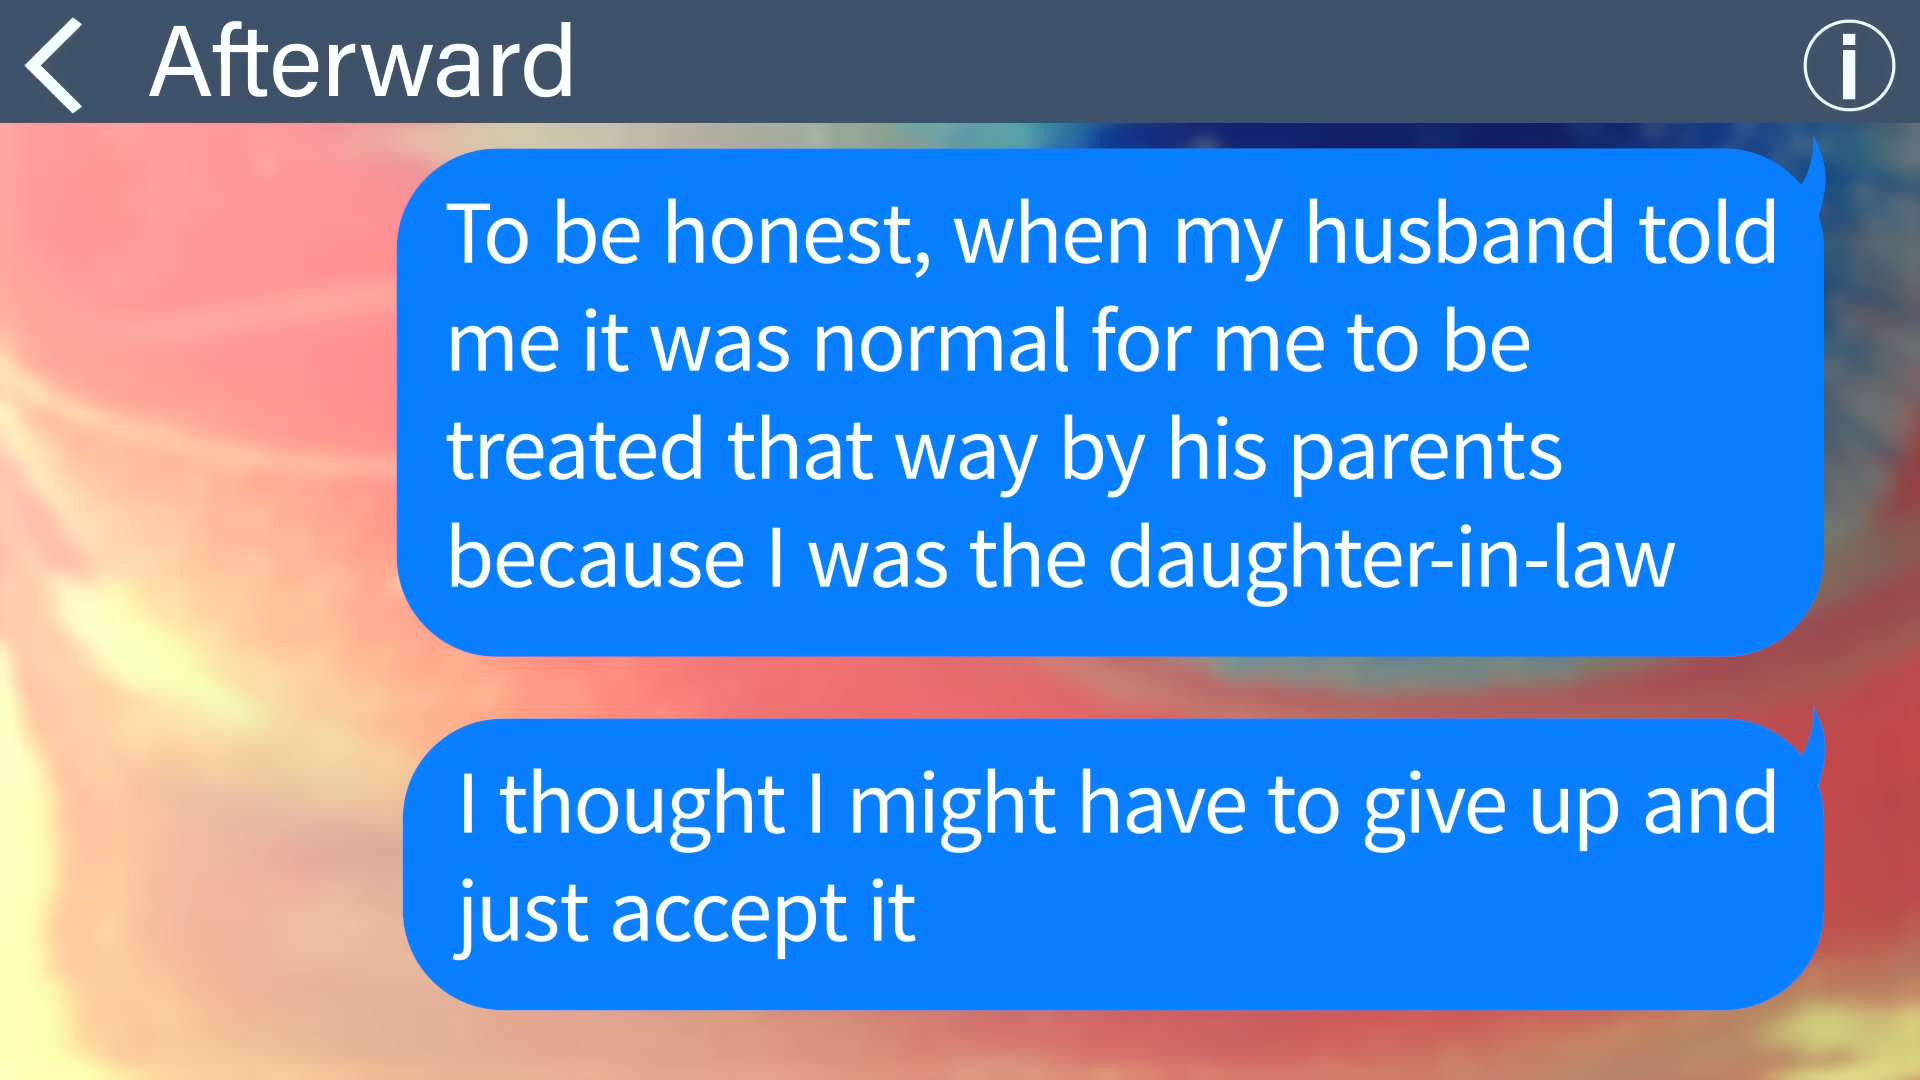 Afterward
To be honest, when my husband told
me it was normal for me to be
treated that way by his parents
because I was the daughter-in-law
I thought I might have to give up and
just accept it